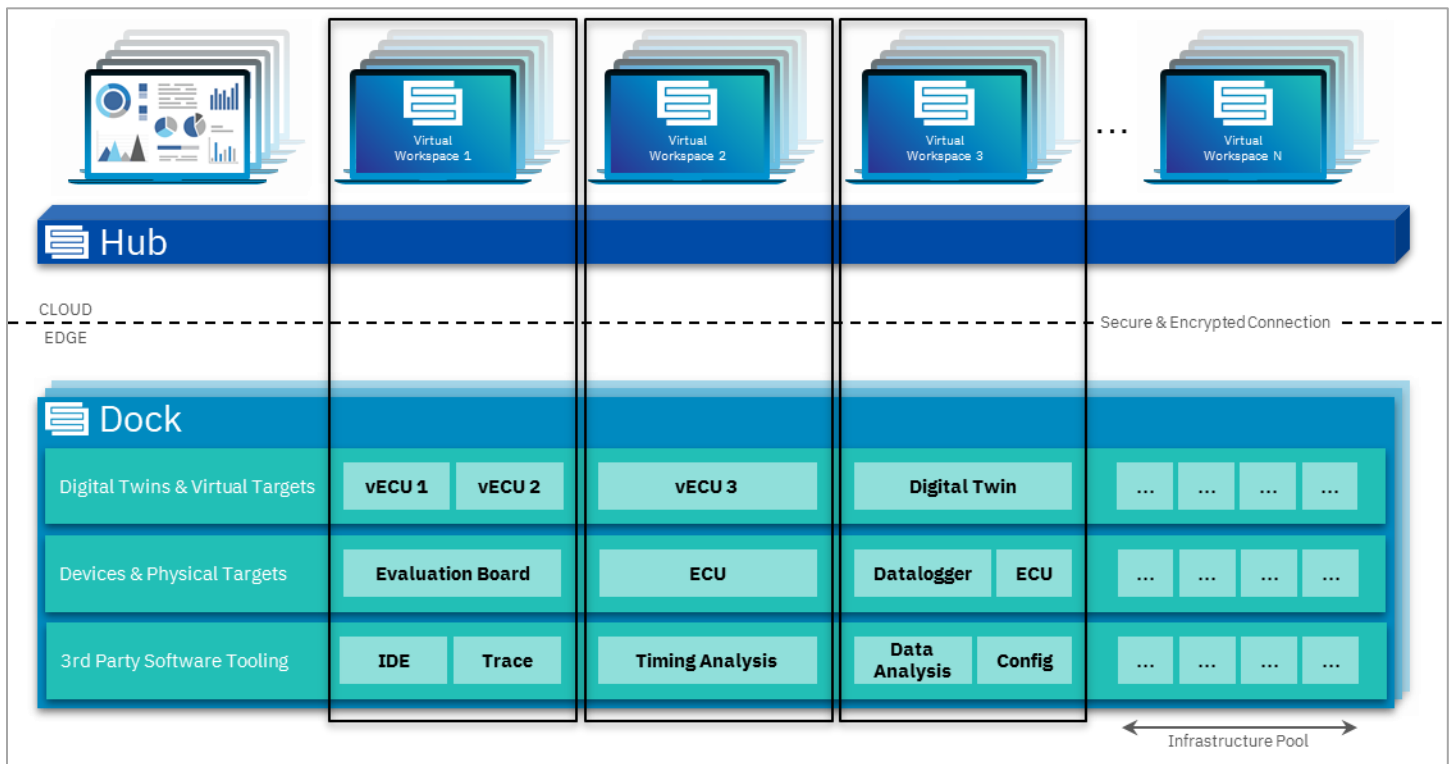 Virtual
Workspace 1
Virtual
Workspace 2
Virtual
Workspace 3
...
Virtual
Workspace N
Hub
CLOUD
EDGE
Secure & Encrypted Connection
Dock
Digital Twins & Virtual Targets
vECU 1
vECU 2
vECU 3
Digital Twin
...
...
...
...
Devices & Physical Targets
Evaluation Board
ECU
Datalogger
ECU
...
...
...
...
3rd Party Software Tooling
IDE
Trace
Timing Analysis
Data
Analysis
Config
...
...
...
...
Infrastructure Pool